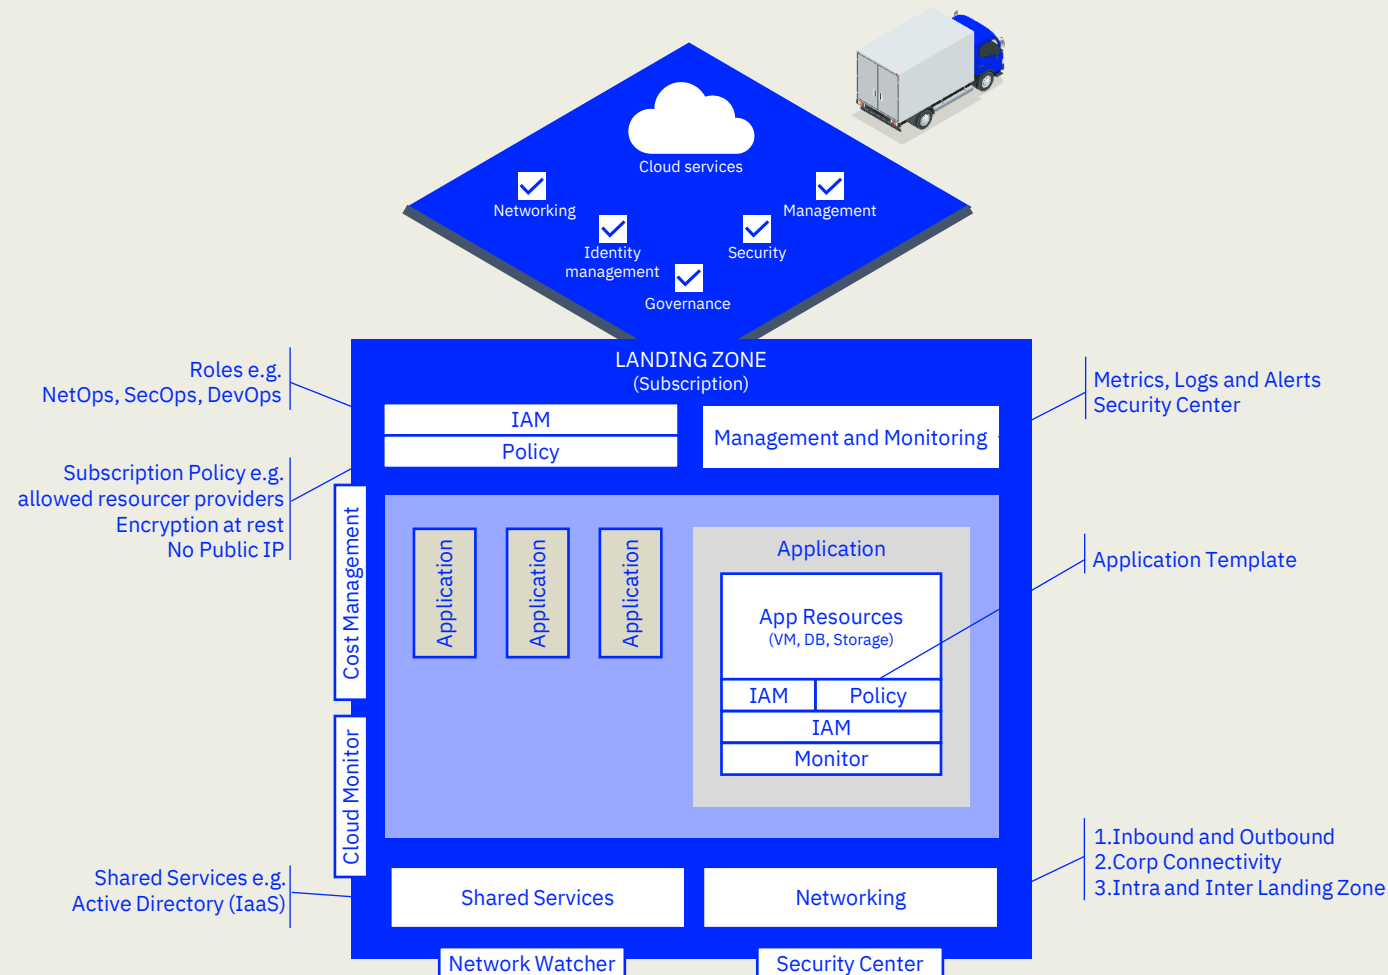 Cloud services
Networking
Management
Identity
management
Security
Governance
LANDING ZONE
(Subscription)
Roles e.g.
NetOps, SecOps, DevOps
IAM
Policy
Management and Monitoring
Metrics, Logs and Alerts
Security Center
Subscription Policy e.g.
allowed resourcer providers
Encryption at rest
No Public IP
Cost Management
Cloud Monitor
Application
Application
Application
Application
App Resources
(VM, DB, Storage)
IAM
Policy
IAM
Monitor
Application Template
Shared Services e.g.
Active Directory (IaaS)
Shared Services
Networking
1.Inbound and Outbound
2.Corp Connectivity
3.Intra and Inter Landing Zone
Network Watcher
Security Center